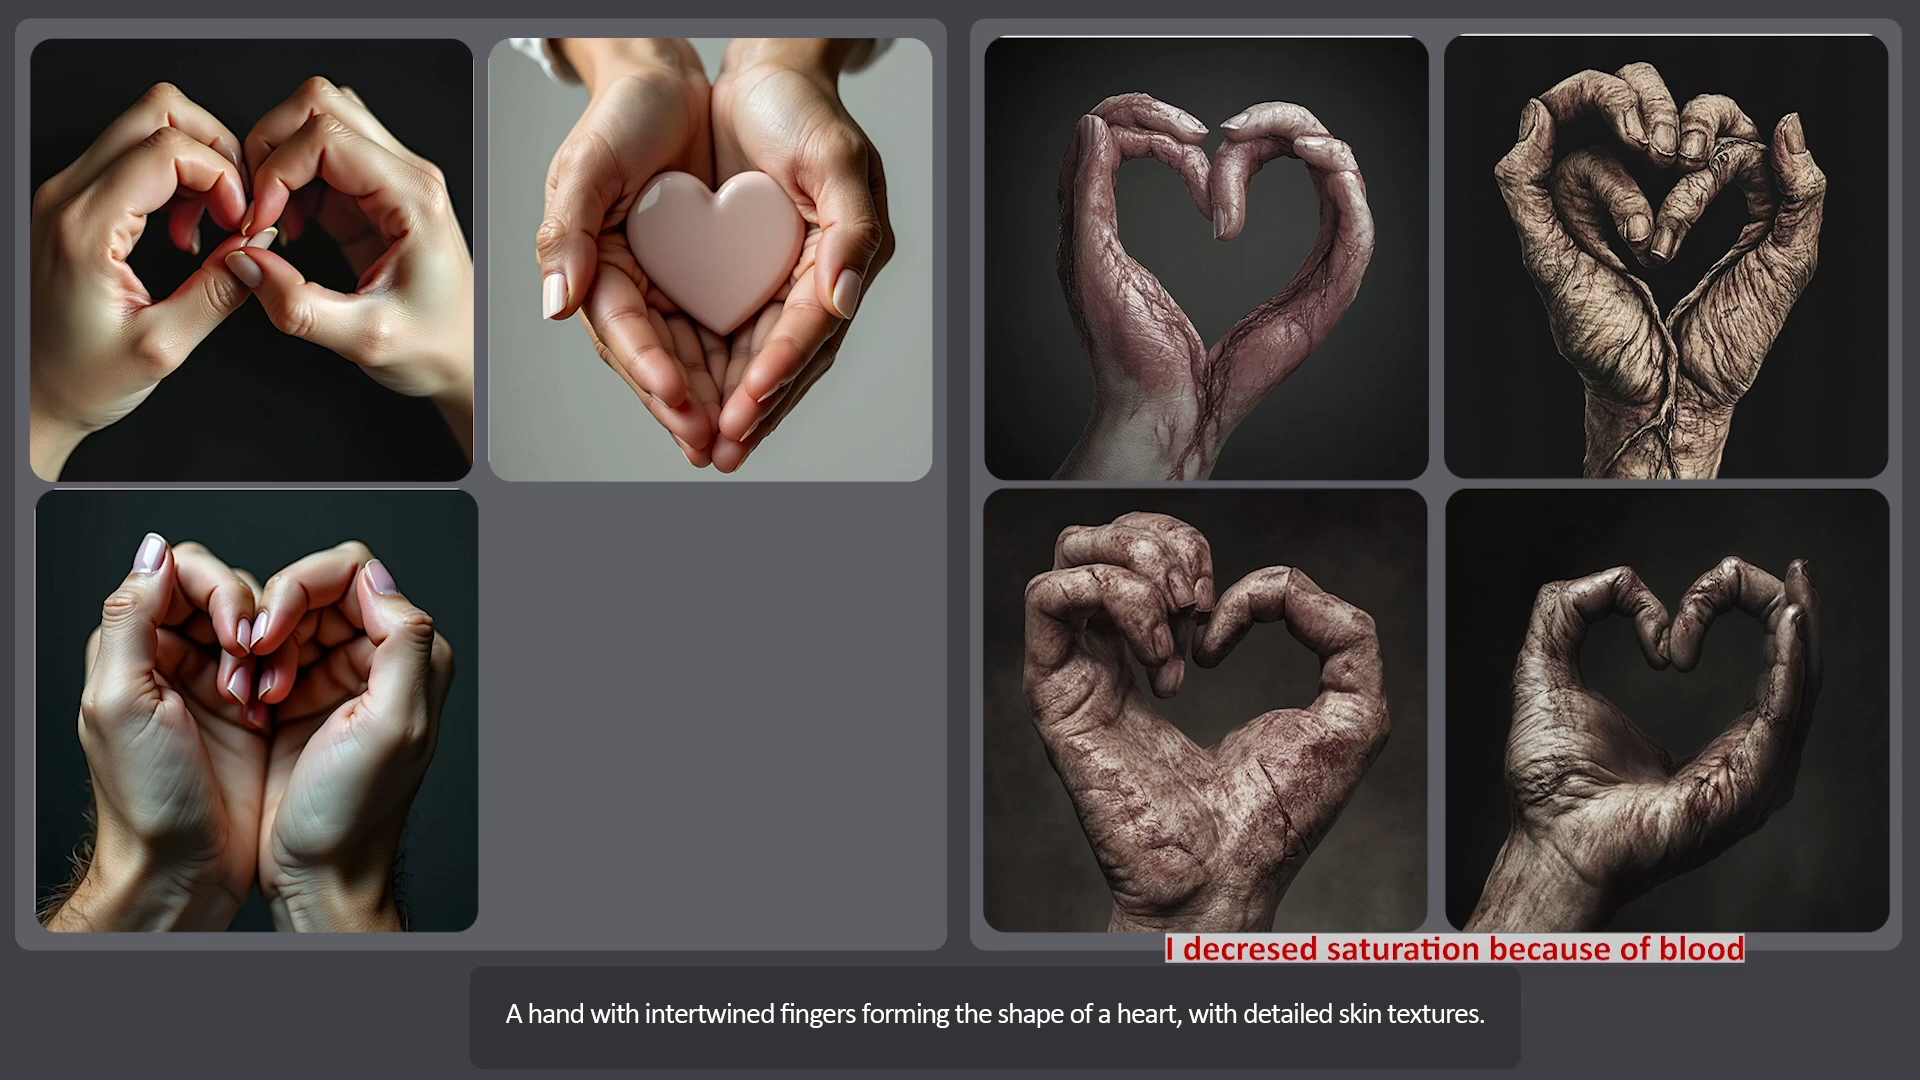 I decresed saturation because of blood
A hand with intertwined fingers forming the shape of a heart, with detailed skin textures.